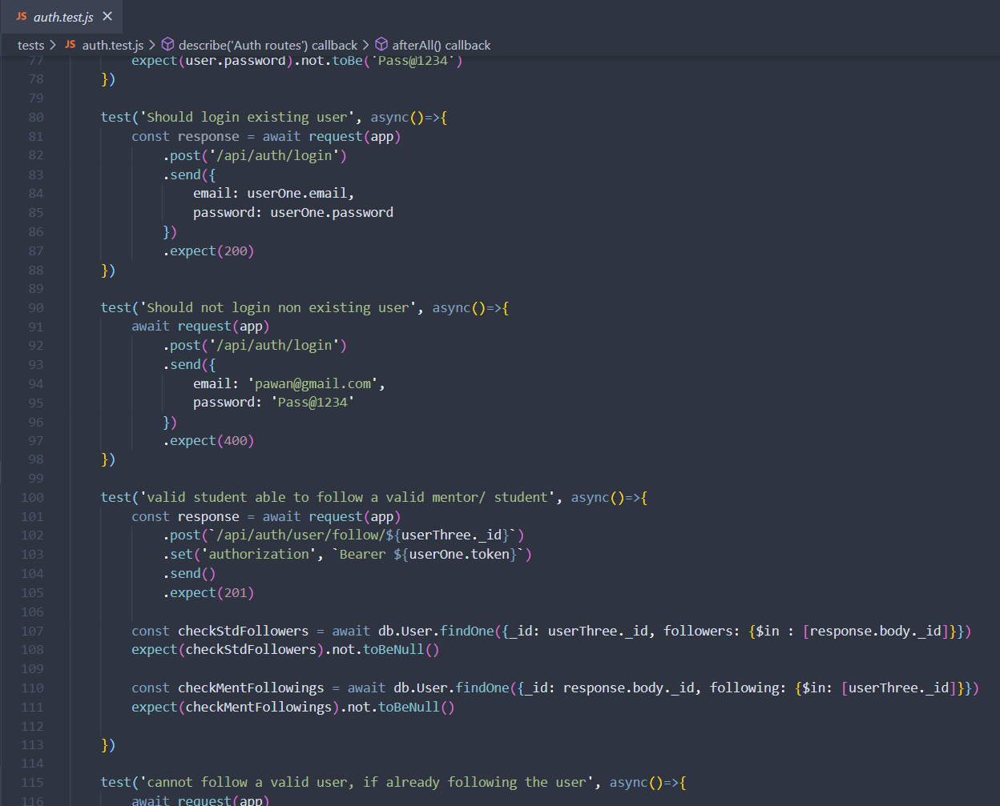 JS auth.test.js ×
tests > JS auth.test.js > describe('Auth routes') callback > afterAll() callback
77 expect(user.password).not.toBe('Pass@1234')
78 })
79
80 test('Should login existing user', async()=>{
81 const response = await request(app)
82 .post('/api/auth/login')
83 .send({
84 email: userOne.email,
85 password: userOne.password
86 })
87 .expect(200)
88 })
89
90 test('Should not login non existing user', async()=>{
91 await request(app)
92 .post('/api/auth/login')
93 .send({
94 email: 'pawan@gmail.com',
95 password: 'Pass@1234'
96 })
97 .expect(400)
98 })
99
100 test('valid student able to follow a valid mentor/ student', async()=>{
101 const response = await request(app)
102 .post(`/api/auth/user/follow/${userThree._id}`)
103 .set('authorization', `Bearer ${userOne.token}`)
104 .send()
105 .expect(201)
106
107 const checkStdFollowers = await db.User.findOne({_id: userThree._id, followers: {$in : [response.body._id]}})
108 expect(checkStdFollowers).not.toBeNull()
109
110 const checkMentFollowings = await db.User.findOne({_id: response.body._id, following: {$in: [userThree._id]}})
111 expect(checkMentFollowings).not.toBeNull()
112
113 })
114
115 test('cannot follow a valid user, if already following the user', async()=>{
116 await request(app)